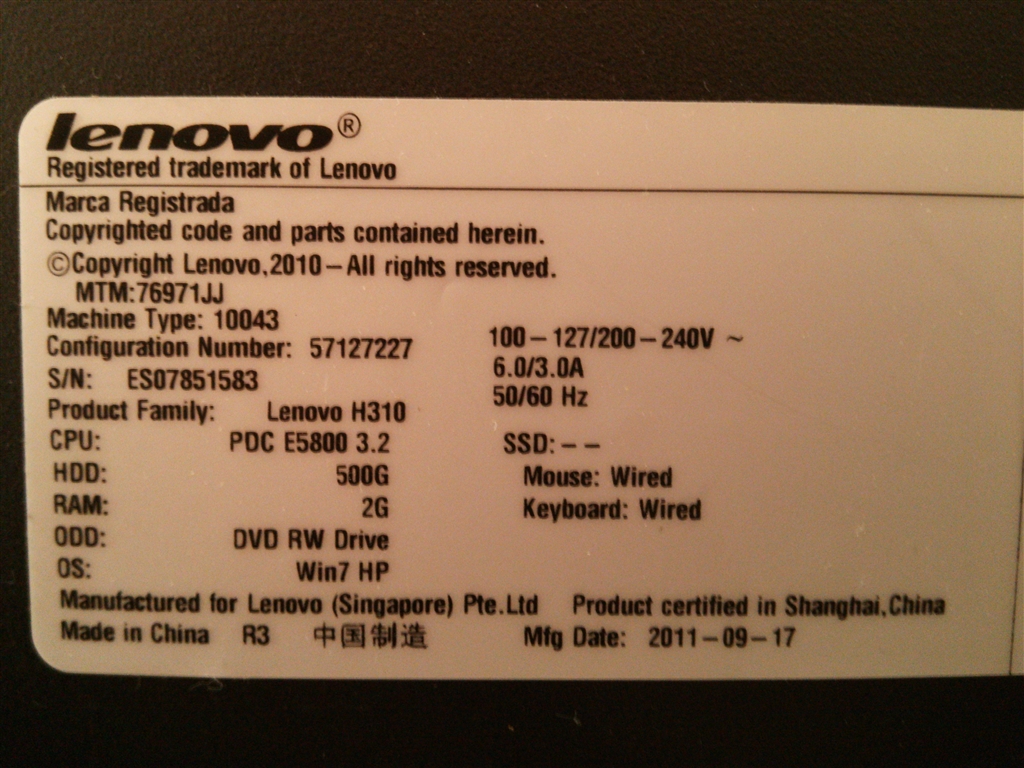 lenovo®
Registered trademark of Lenovo
Marca Registrada
Copyrighted code and parts contained herein.
©Copyright Lenovo,2010–All rights reserved.
MTM:76971JJ
Machine Type: 10043
Configuration Number: 57127227
S/N: ES07851583
Product Family: Lenovo H310
CPU: PDC E5800 3.2
HDD: 500G
RAM: 2G
ODD: DVD RW Drive
OS: Win7 HP
100–127/200–240V ~
6.0/3.0A
50/60 Hz
SSD: – –
Mouse: Wired
Keyboard: Wired
Manufactured for Lenovo (Singapore) Pte.Ltd Product certified in Shanghai,China
Made in China R3 中国制造 Mfg Date: 2011–09–17